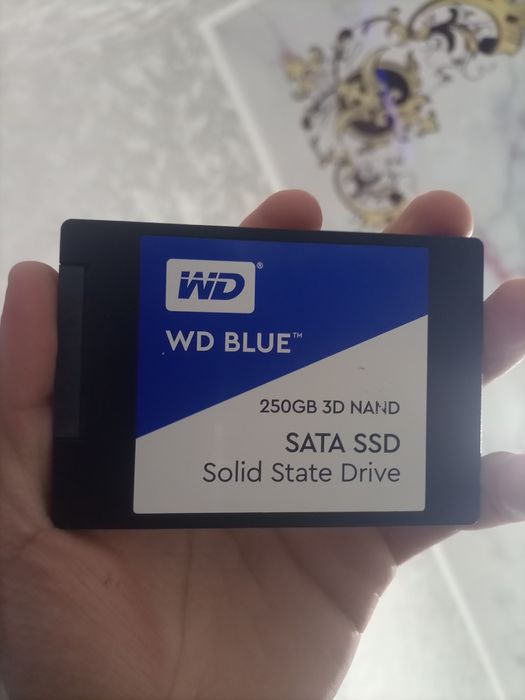 WD®
WD BLUE™
250GB 3D NAND
SATA SSD
Solid State Drive